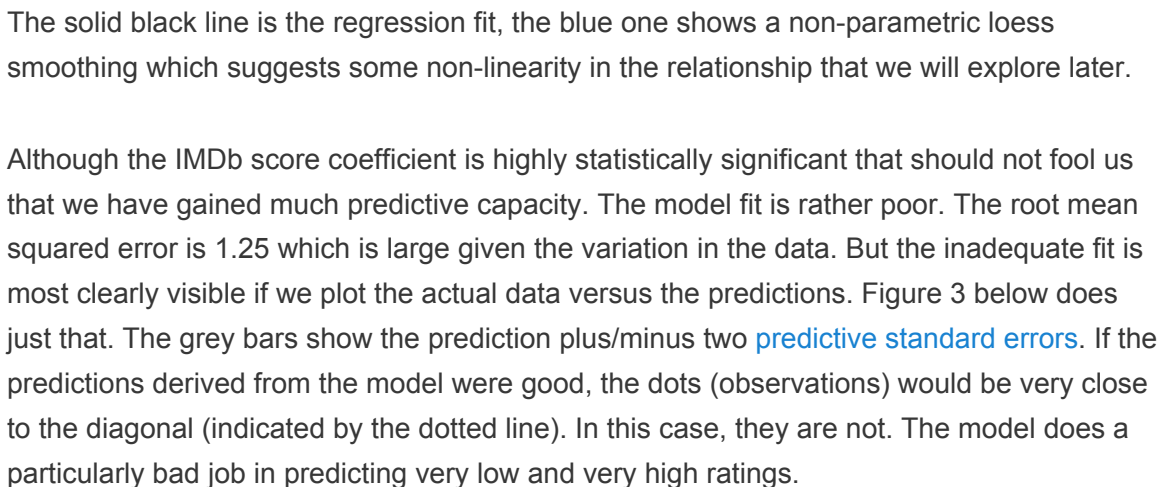 The solid black line is the regression fit, the blue one shows a non-parametric loess
smoothing which suggests some non-linearity in the relationship that we will explore later.
Although the IMDb score coefficient is highly statistically significant that should not fool us
that we have gained much predictive capacity. The model fit is rather poor. The root mean
squared error is 1.25 which is large given the variation in the data. But the inadequate fit is
most clearly visible if we plot the actual data versus the predictions. Figure 3 below does
just that. The grey bars show the prediction plus/minus two predictive standard errors. If the
predictions derived from the model were good, the dots (observations) would be very close
to the diagonal (indicated by the dotted line). In this case, they are not. The model does a
particularly bad job in predicting very low and very high ratings.